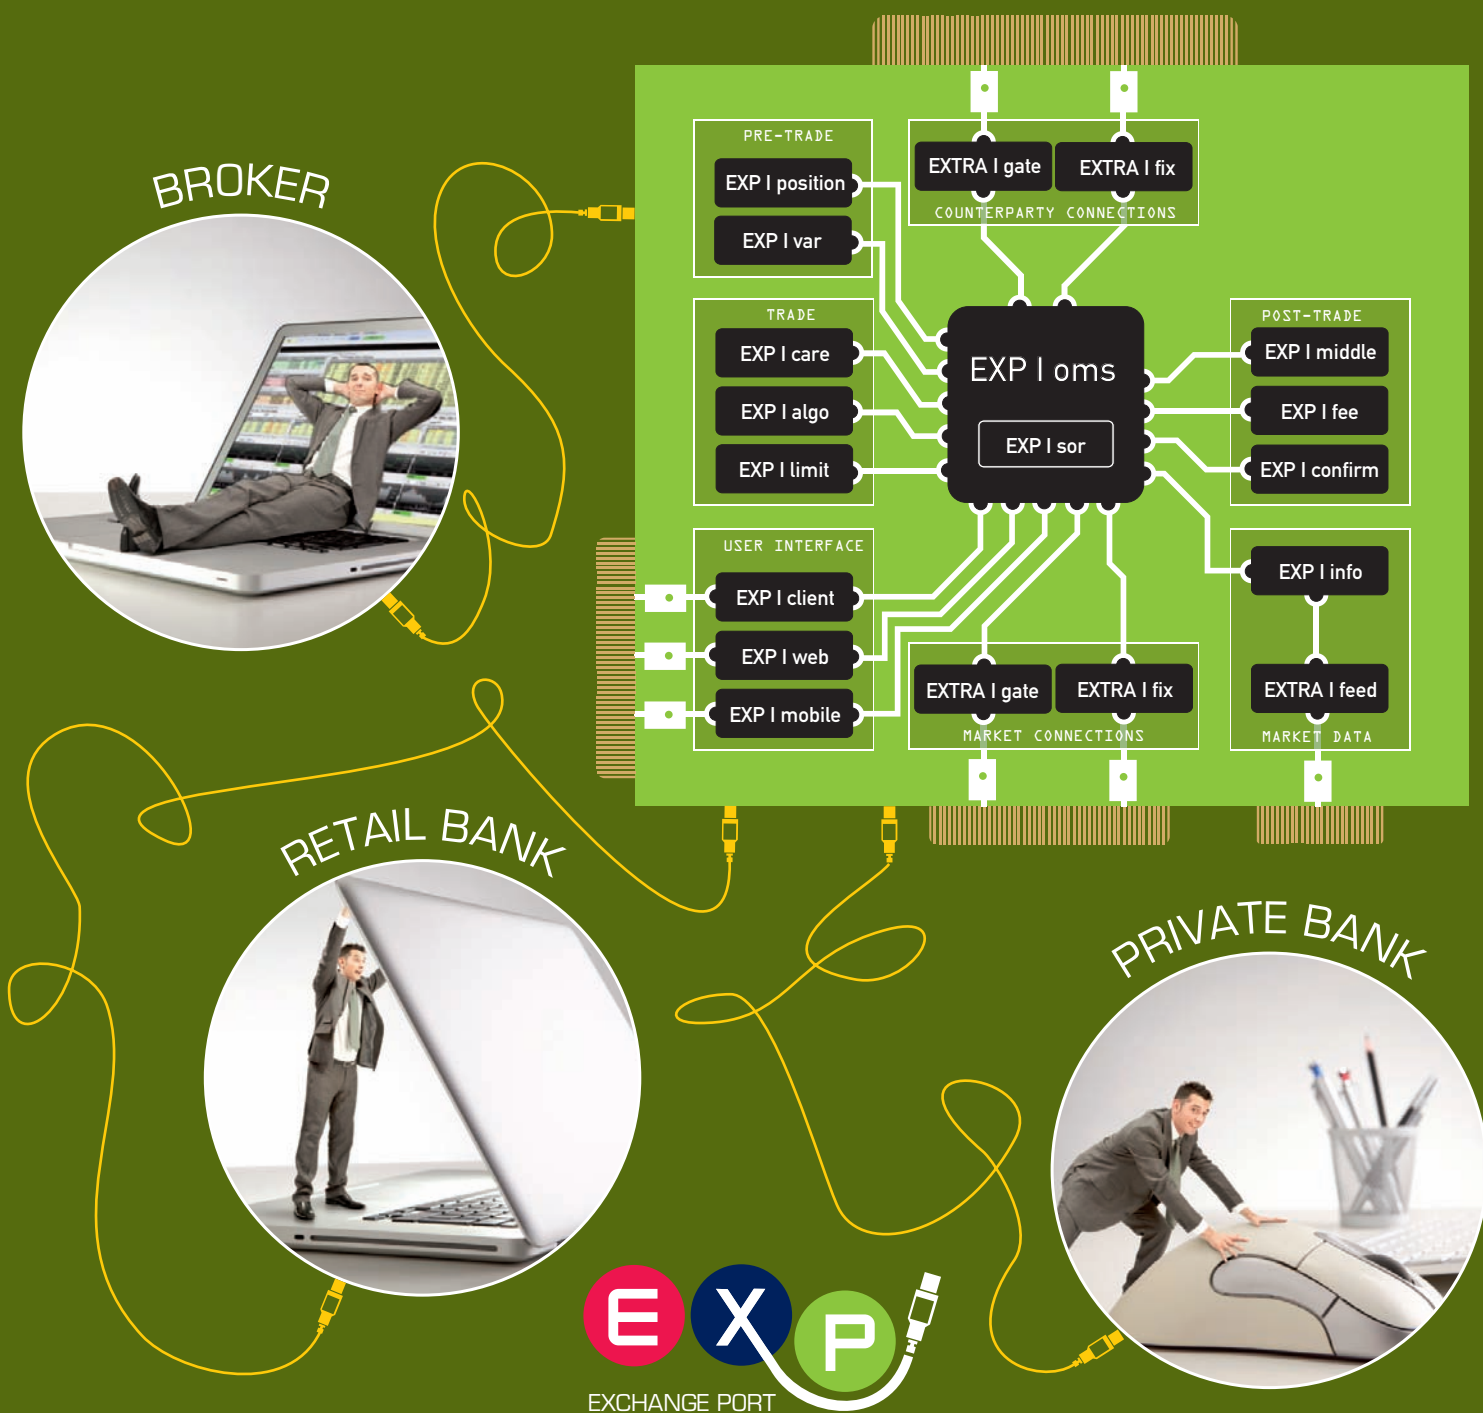 BROKER
PRE-TRADE
EXP I position
EXP I var
EXTRA I gate
EXTRA I fix
COUNTERPARTY CONNECTIONS
TRADE
EXP I care
EXP I algo
EXP I limit
EXP I oms
EXP I sor
POST-TRADE
EXP I middle
EXP I fee
EXP I confirm
USER INTERFACE
EXP I client
EXP I web
EXP I mobile
EXTRA I gate
EXTRA I fix
MARKET CONNECTIONS
EXP I info
EXTRA I feed
MARKET DATA
RETAIL BANK
PRIVATE BANK
EXP
EXCHANGE PORT